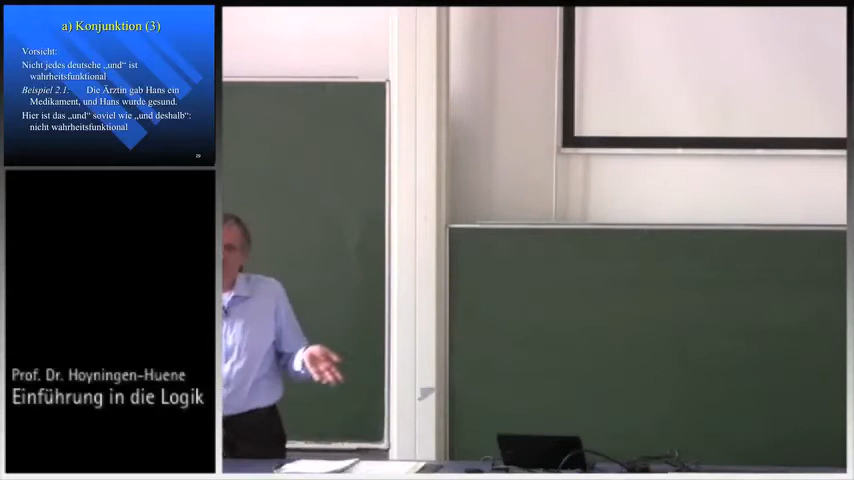 a) Konjunktion (3)
Vorsicht:
Nicht jedes deutsche „und“ ist
wahrheitsfunktional
Beispiel 2.1: Die Ärztin gab Hans ein
Medikament, und Hans wurde gesund.
Hier ist das „und“ soviel wie „und deshalb“:
nicht wahrheitsfunktional
29
Prof. Dr. Hoyningen-Huene
Einführung in die Logik